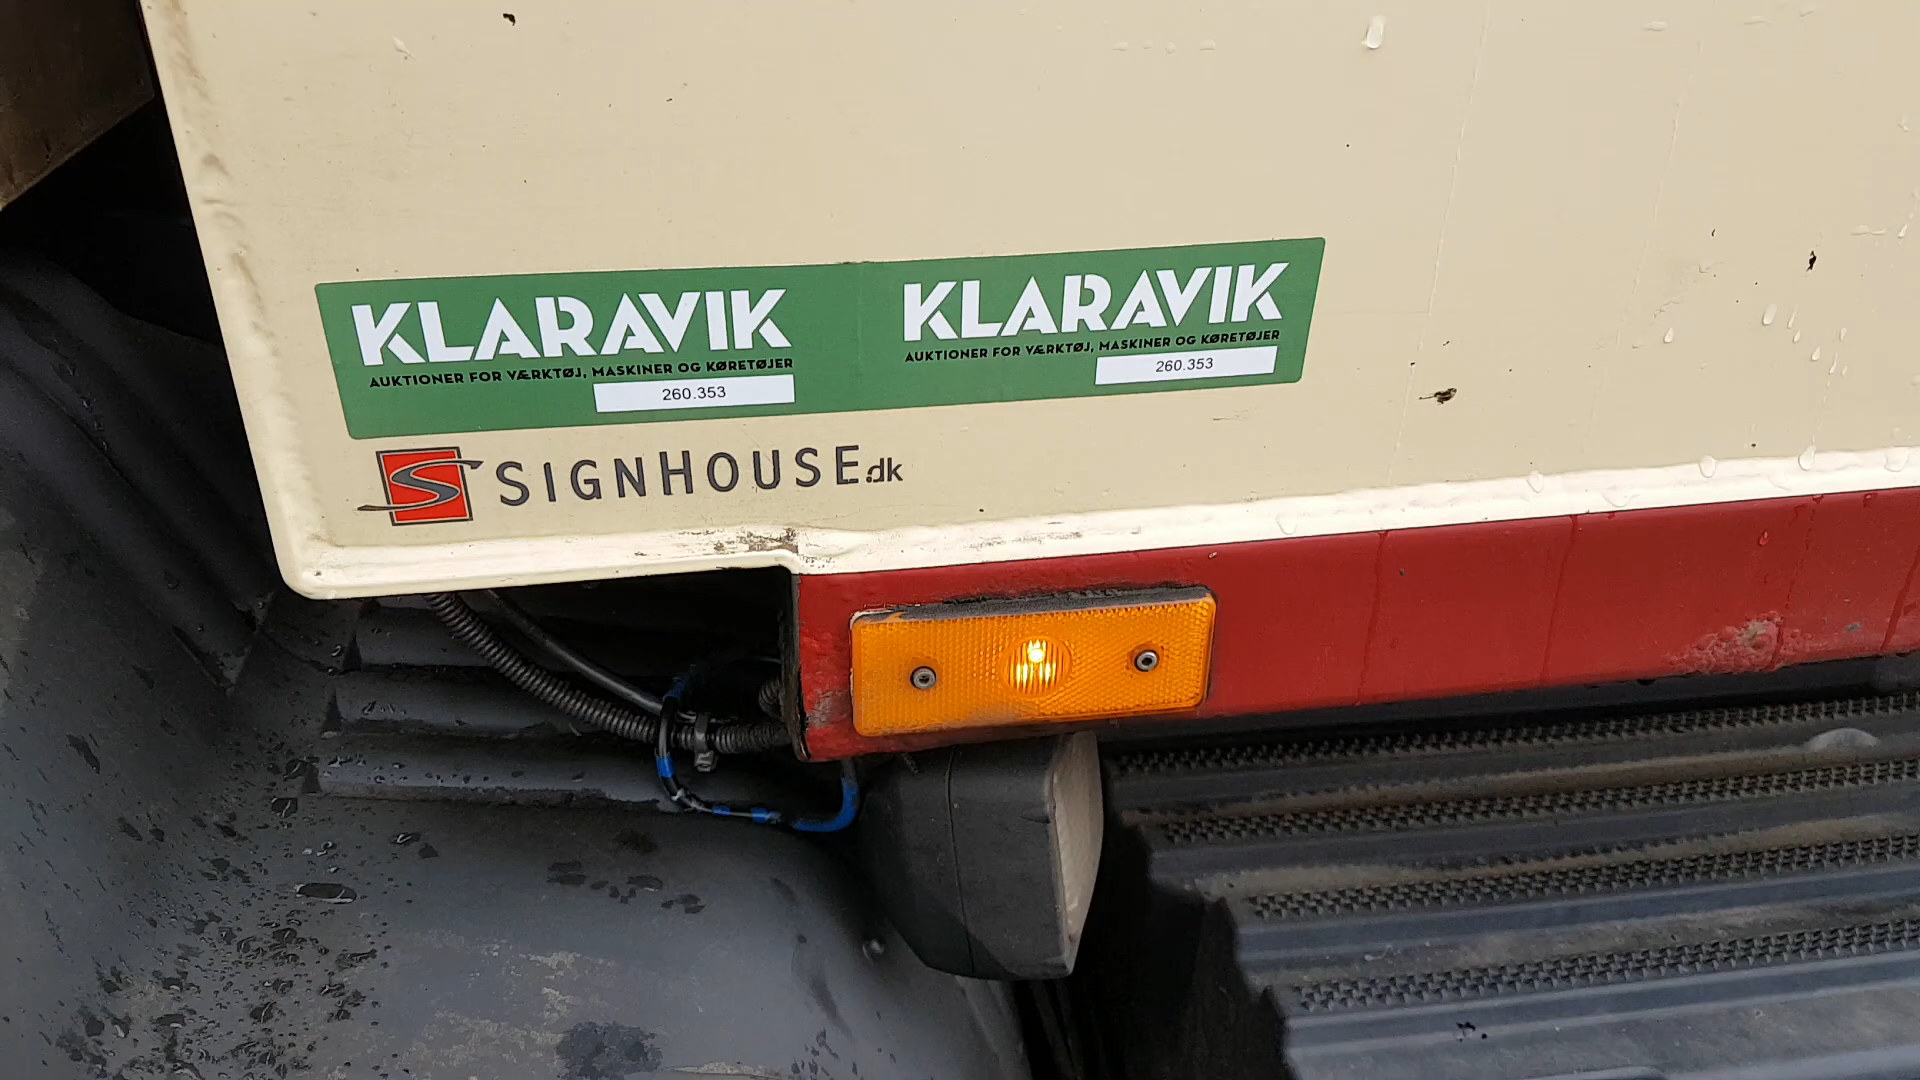 KLARAVIK
AUKTIONER FOR VÆRKTØJ, MASKINER OG KØRETØJER
260.353
KLARAVIK
AUKTIONER FOR VÆRKTØJ, MASKINER OG KØRETØJER
260.353
SIGNHOUSE.dk